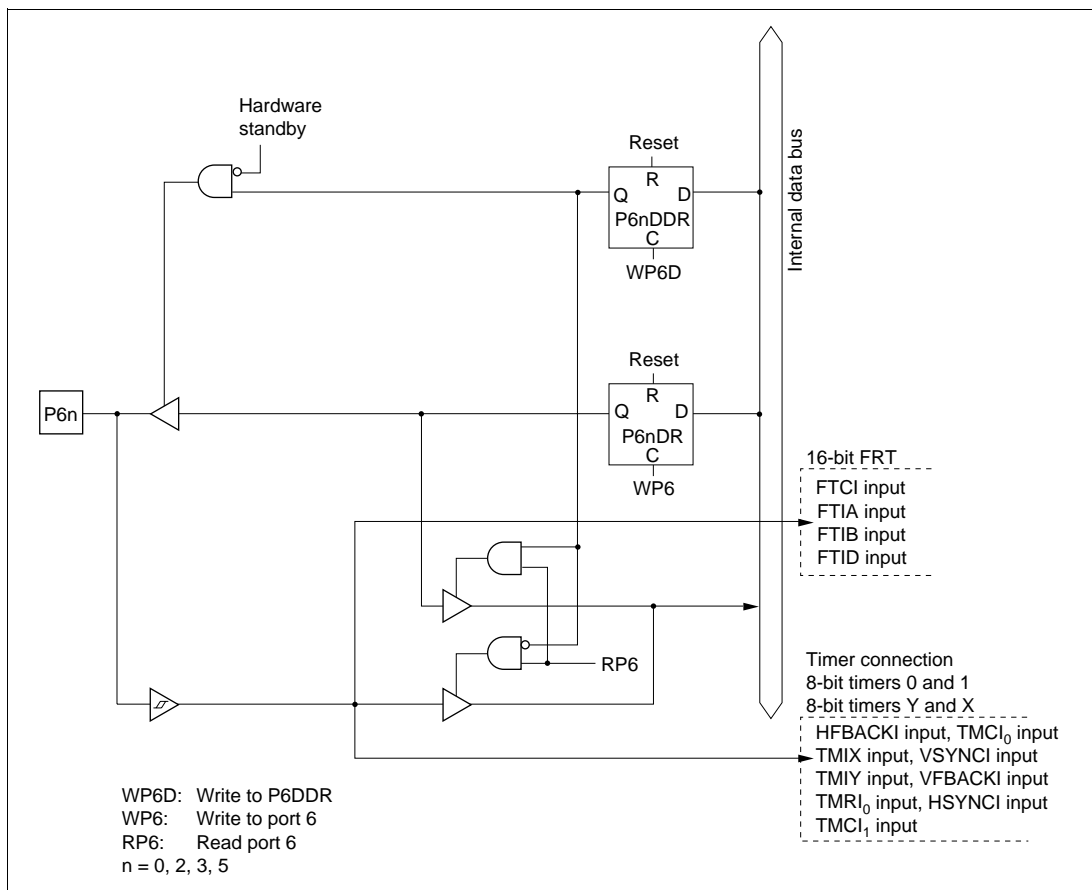 Hardware
standby
Reset
R
Q D
P6nDDR
C
WP6D
Internal data bus
Reset
R
P6n
Q D
P6nDR
C
WP6
16-bit FRT
FTCI input
FTIA input
FTIB input
FTID input
RP6
Timer connection
8-bit timers 0 and 1
8-bit timers Y and X
HFBACKI input, TMCI0 input
TMIX input, VSYNCI input
TMIY input, VFBACKI input
TMRI0 input, HSYNCI input
TMCI1 input
WP6D: Write to P6DDR
WP6: Write to port 6
RP6: Read port 6
n = 0, 2, 3, 5